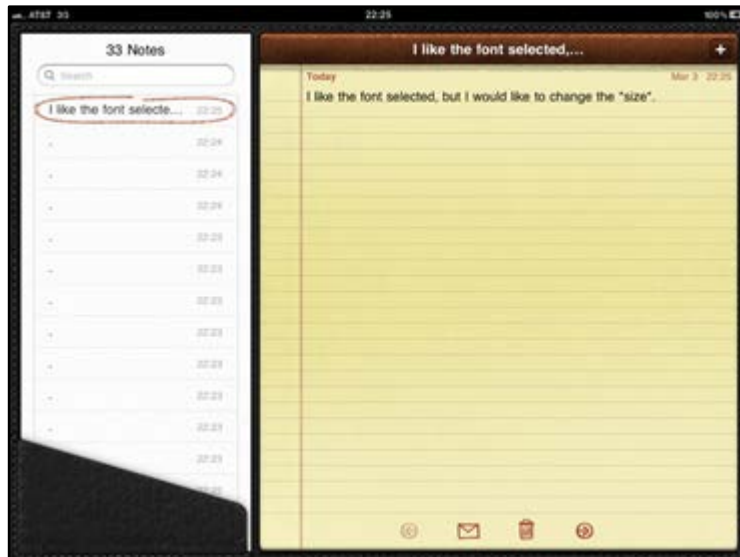 AT&T 3G 22:25 100%
33 Notes
Search
I like the font selecte... 22:25
. 22:24
. 22:24
. 22:24
. 22:23
. 22:23
. 22:23
. 22:23
. 22:23
. 22:23
. 22:23
. 22:23
I like the font selected,... +
Today Mar 3 22:25
I like the font selected, but I would like to change the "size".